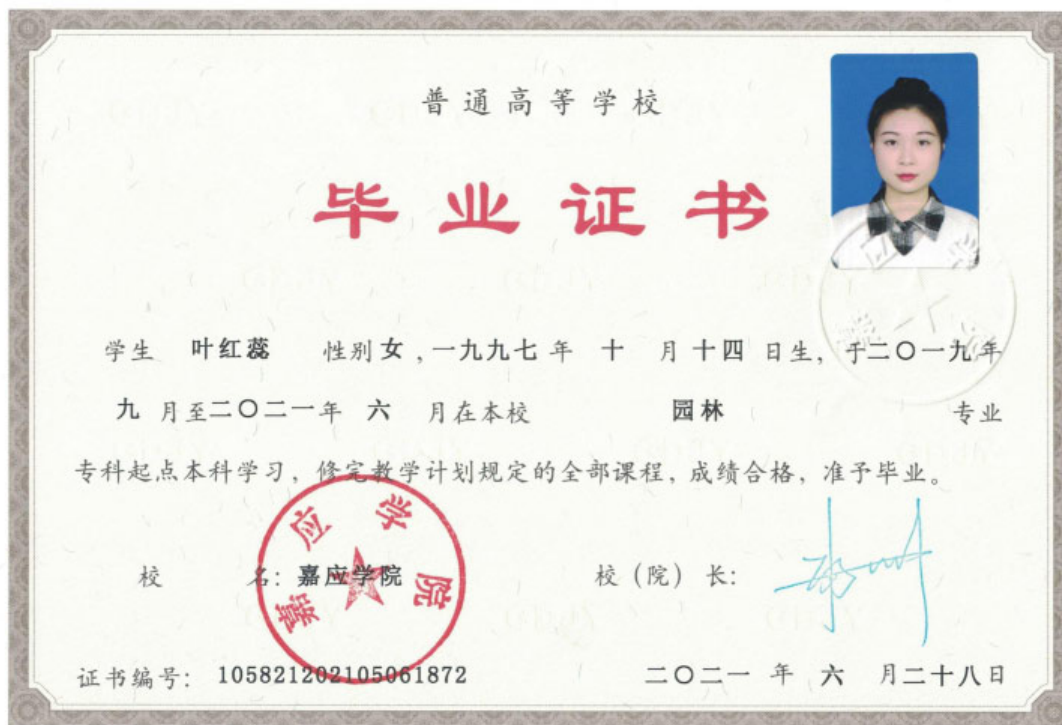 普通高等学校
毕业证书
学生 叶红蕊 性别 女 ，一九九七 年 十 月 十四 日生，于二〇一九年
九 月至二〇二一年 六 月在本校 园林 专业
专科起点本科学习，修完教学计划规定的全部课程，成绩合格，准予毕业。
校 名：嘉应学院 校（院）长：
嘉应学院
证书编号：105821202105061872 二〇二一 年 六 月二十八日